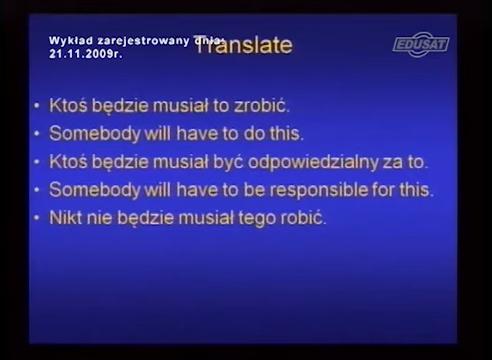 Wykład zarejestrowany dnia:
21.11.2009r.
Translate
EDUSAT
• Ktoś będzie musiał to zrobić.
• Somebody will have to do this.
• Ktoś będzie musiał być odpowiedzialny za to.
• Somebody will have to be responsible for this.
• Nikt nie będzie musiał tego robić.